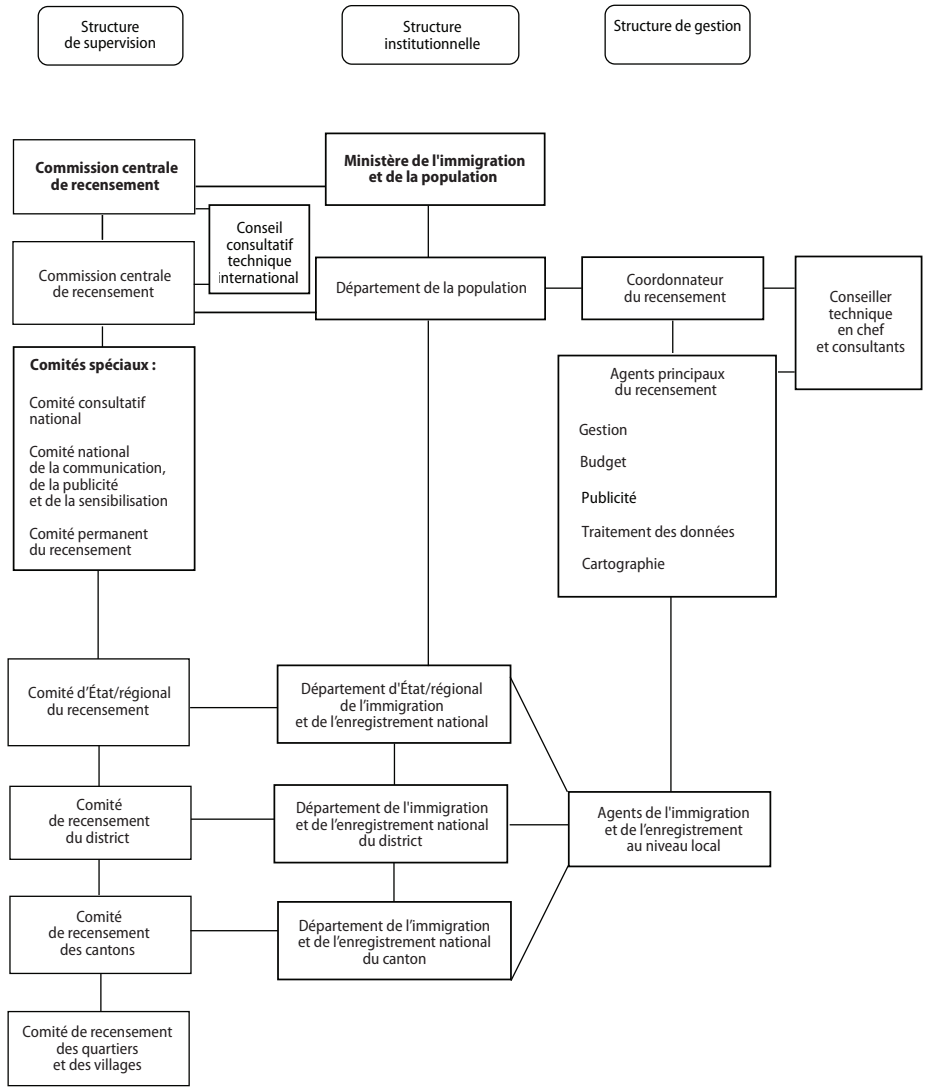 Structure
de supervision
Structure
institutionnelle
Structure de gestion
Commission centrale
de recensement
Ministère de l'immigration
et de la population
Conseil
consultatif
technique
international
Commission centrale
de recensement
Département de la population
Coordonnateur
du recensement
Conseiller
technique
en chef
et consultants
Comités spéciaux :
Comité consultatif
national
Comité national
de la communication,
de la publicité
et de la sensibilisation
Comité permanent
du recensement
Agents principaux
du recensement
Gestion
Budget
Publicité
Traitement des données
Cartographie
Comité d'État/régional
du recensement
Département d'État/régional
de l'immigration
et de l'enregistrement national
Comité
de recensement
du district
Département de l'immigration
et de l'enregistrement national
du district
Agents de l'immigration
et de l'enregistrement
au niveau local
Comité
de recensement
des cantons
Département de l'immigration
et de l'enregistrement national
du canton
Comité de recensement
des quartiers
et des villages